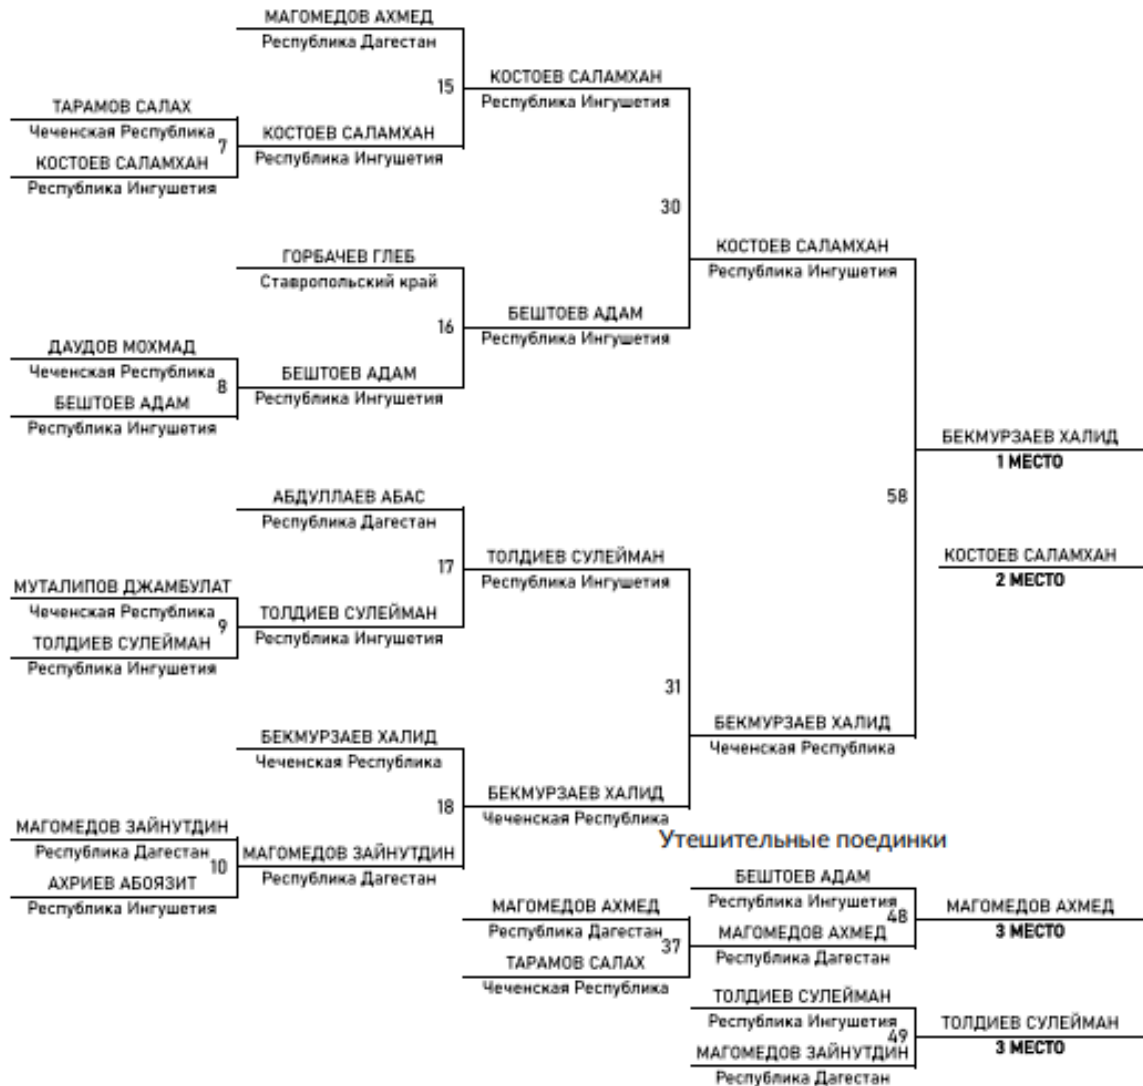 МАГОМЕДОВ АХМЕД
Республика Дагестан
15
КОСТОЕВ САЛАМХАН
Республика Ингушетия
ТАРАМОВ САЛАХ
Чеченская Республика
7
КОСТОЕВ САЛАМХАН
Республика Ингушетия
КОСТОЕВ САЛАМХАН
Республика Ингушетия
30
КОСТОЕВ САЛАМХАН
Республика Ингушетия
ГОРБАЧЕВ ГЛЕБ
Ставропольский край
16
БЕШТОЕВ АДАМ
Республика Ингушетия
ДАУДОВ МОХМАД
Чеченская Республика
8
БЕШТОЕВ АДАМ
Республика Ингушетия
БЕШТОЕВ АДАМ
Республика Ингушетия
БЕКМУРЗАЕВ ХАЛИД
1 МЕСТО
58
АБДУЛЛАЕВ АБАС
Республика Дагестан
17
ТОЛДИЕВ СУЛЕЙМАН
Республика Ингушетия
КОСТОЕВ САЛАМХАН
2 МЕСТО
МУТАЛИПОВ ДЖАМБУЛАТ
Чеченская Республика
9
ТОЛДИЕВ СУЛЕЙМАН
Республика Ингушетия
ТОЛДИЕВ СУЛЕЙМАН
Республика Ингушетия
31
БЕКМУРЗАЕВ ХАЛИД
Чеченская Республика
БЕКМУРЗАЕВ ХАЛИД
Чеченская Республика
18
БЕКМУРЗАЕВ ХАЛИД
Чеченская Республика
МАГОМЕДОВ ЗАЙНУТДИН
Республика Дагестан
10
МАГОМЕДОВ ЗАЙНУТДИН
Республика Дагестан
АХРИЕВ АБОЯЗИТ
Республика Ингушетия
Утешительные поединки
БЕШТОЕВ АДАМ
Республика Ингушетия
48
МАГОМЕДОВ АХМЕД
3 МЕСТО
МАГОМЕДОВ АХМЕД
Республика Дагестан
37
МАГОМЕДОВ АХМЕД
Республика Дагестан
ТАРАМОВ САЛАХ
Чеченская Республика
ТОЛДИЕВ СУЛЕЙМАН
Республика Ингушетия
49
ТОЛДИЕВ СУЛЕЙМАН
3 МЕСТО
МАГОМЕДОВ ЗАЙНУТДИН
Республика Дагестан